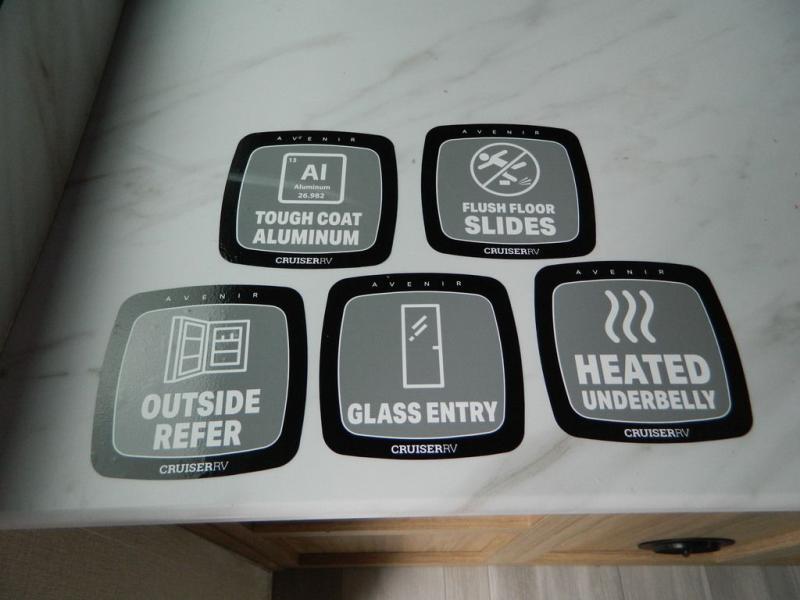 AVENIR
13
Al
Aluminum
26.982
TOUGH COAT
ALUMINUM
CRUISERRV
AVENIR
FLUSH FLOOR
SLIDES
CRUISERRV
AVENIR
OUTSIDE
REFER
CRUISERRV
AVENIR
GLASS ENTRY
CRUISERRV
AVENIR
HEATED
UNDERBELLY
CRUISERRV